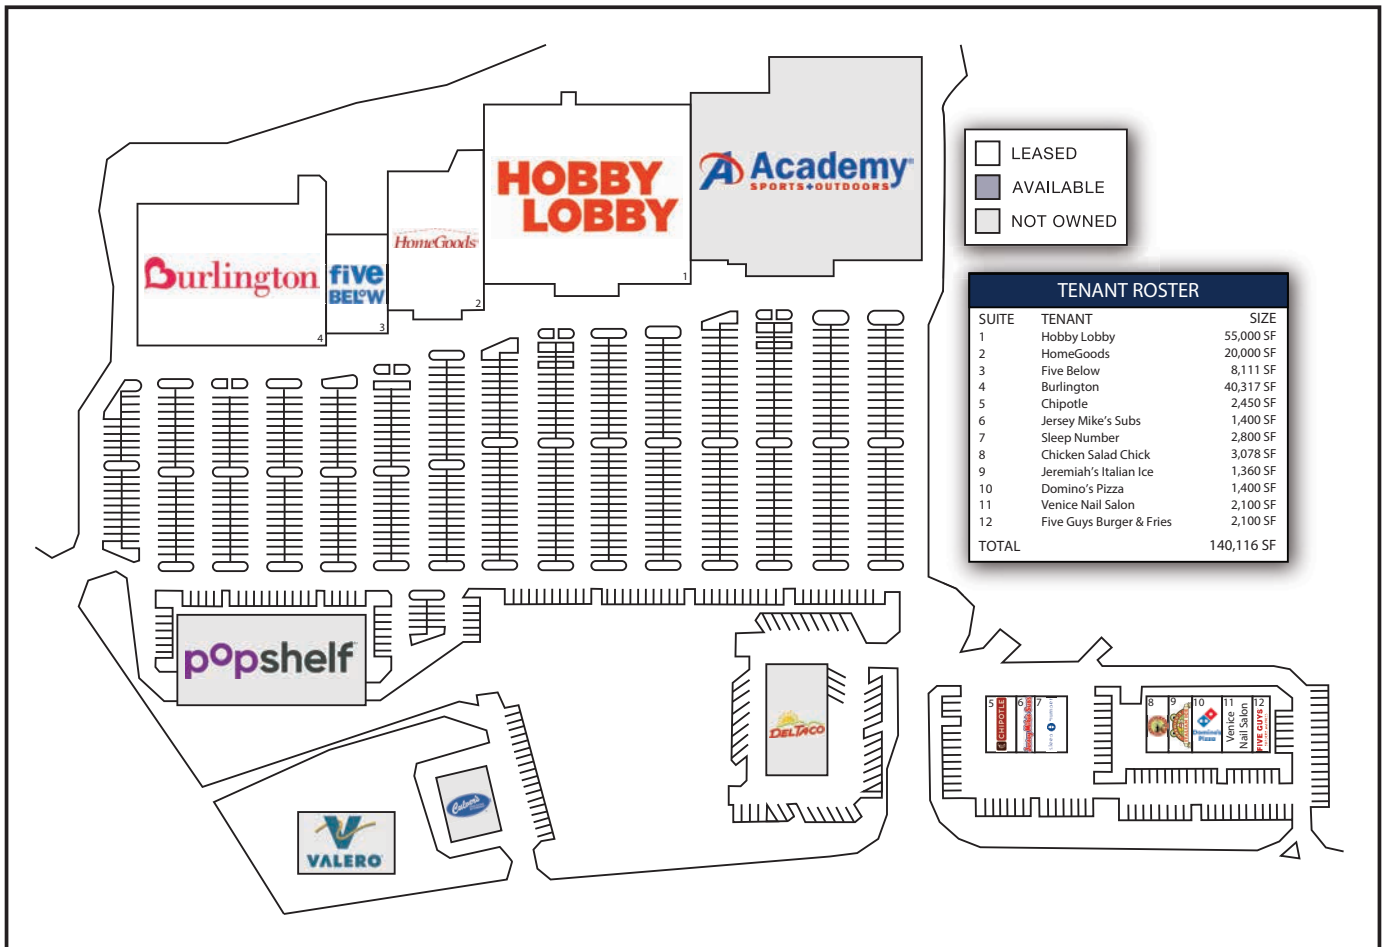 HOBBY
LOBBY
1
Academy
SPORTS+OUTDOORS
HomeGoods
2
Burlington
4
five
BELOW
3
LEASED
AVAILABLE
NOT OWNED
TENANT ROSTER
SUITE TENANT SIZE
1 Hobby Lobby 55,000 SF
2 HomeGoods 20,000 SF
3 Five Below 8,111 SF
4 Burlington 40,317 SF
5 Chipotle 2,450 SF
6 Jersey Mike's Subs 1,400 SF
7 Sleep Number 2,800 SF
8 Chicken Salad Chick 3,078 SF
9 Jeremiah's Italian Ice 1,360 SF
10 Domino's Pizza 1,400 SF
11 Venice Nail Salon 2,100 SF
12 Five Guys Burger & Fries 2,100 SF
TOTAL 140,116 SF
popshelf
DEL TACO
Culver's
VALERO
5
CHIPOTLE
6
7
8
9
10
Domino's
Pizza
11
Venice
Nail Salon
12
FIVE GUYS